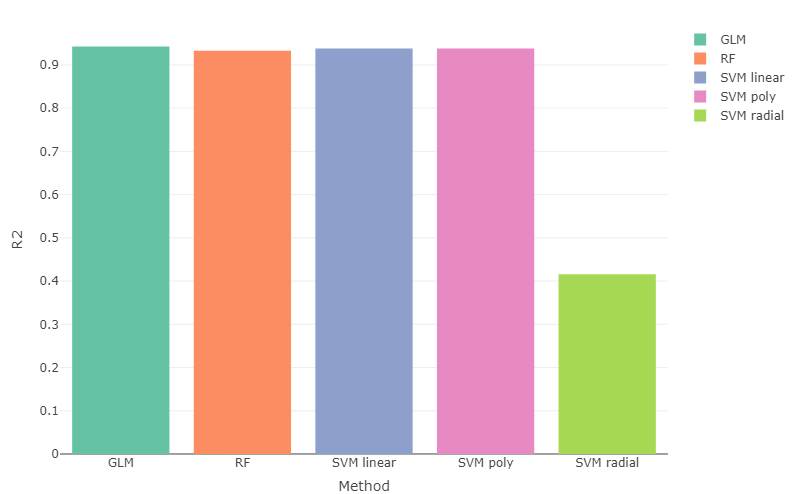 R2
0.9
0.8
0.7
0.6
0.5
0.4
0.3
0.2
0.1
0
GLM
RF
SVM linear
SVM poly
SVM radial
Method
GLM
RF
SVM linear
SVM poly
SVM radial